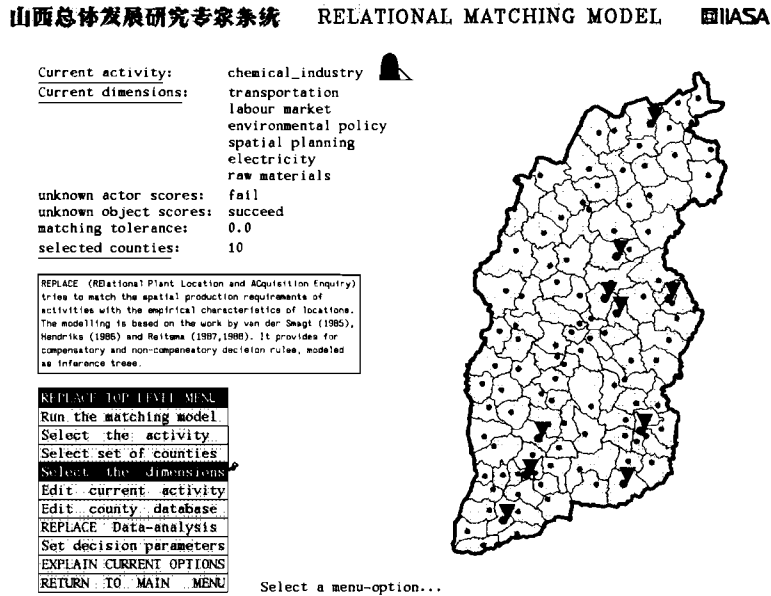 山西总体发展研究专家系统 RELATIONAL MATCHING MODEL IIASA
Current activity: chemical_industry
Current dimensions: transportation
labour market
environmental policy
spatial planning
electricity
raw materials
unknown actor scores: fail
unknown object scores: succeed
matching tolerance: 0.0
selected counties: 10
REPLACE (RElational Plant Location and ACquisition Enquiry)
tries to match the spatial production requirements of
activities with the empirical characteristics of locations.
The modelling is based on the work by van der Smagt (1985),
Hendriks (1986) and Reitsma (1987,1988). It provides for
compensatory and non-compensatory decision rules, modeled
as inference trees.
REPLACE TOP LEVEL MENU
Run the matching model
Select the activity
Select set of counties
Select the dimensions
Edit current activity
Edit county database
REPLACE Data-analysis
Set decision parameters
EXPLAIN CURRENT OPTIONS
RETURN TO MAIN MENU
Select a menu-option...